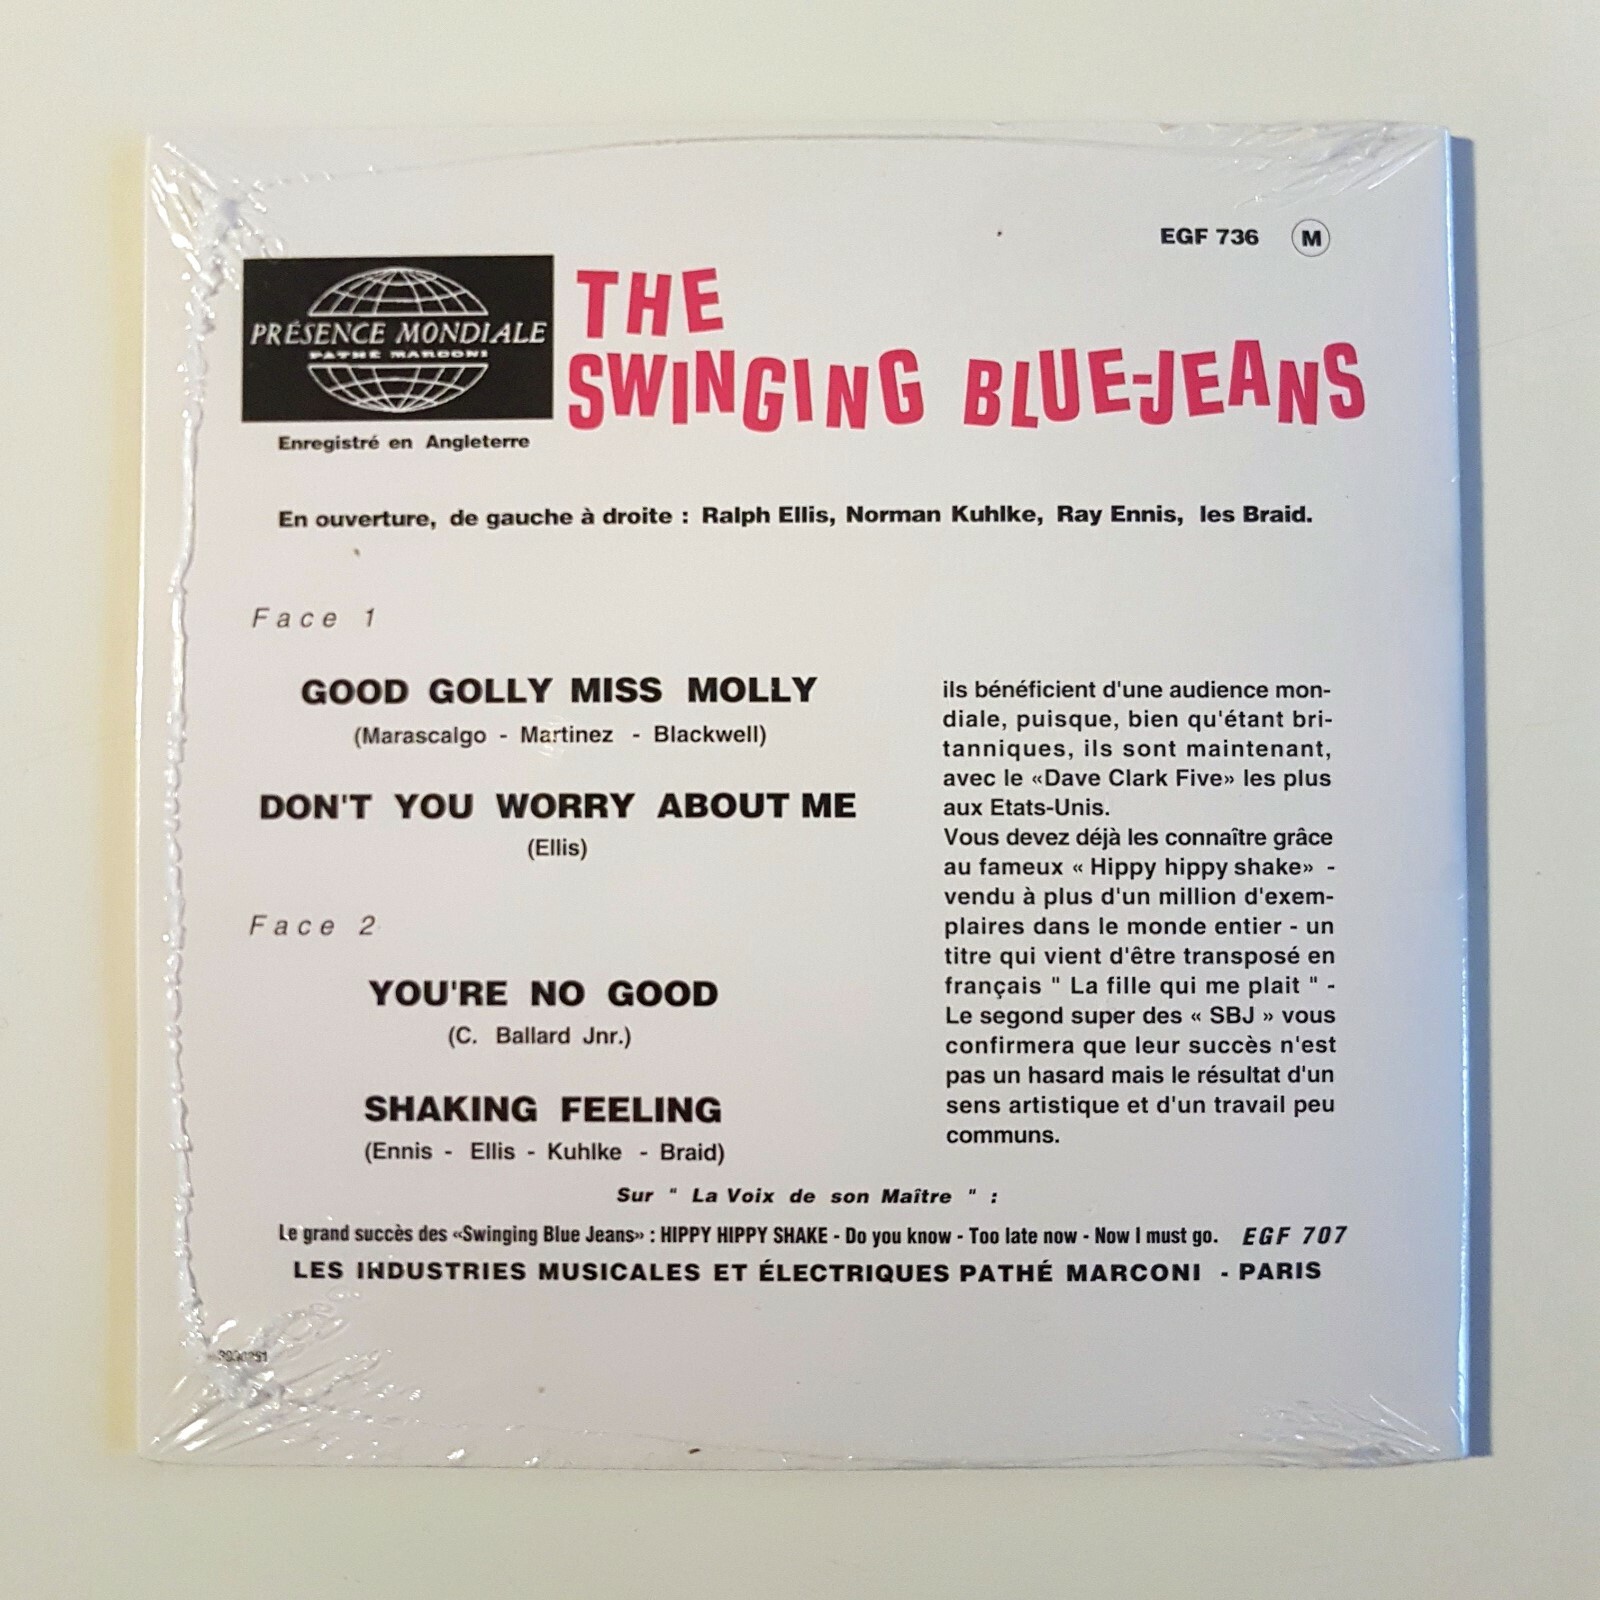 EGF 736 M
PRÉSENCE MONDIALE
PATHÉ MARCONI
THE
SWINGING BLUE-JEANS
Enregistré en Angleterre
En ouverture, de gauche à droite : Ralph Ellis, Norman Kuhlke, Ray Ennis, les Braid.
Face 1
GOOD GOLLY MISS MOLLY
(Marascalgo - Martinez - Blackwell)
DON'T YOU WORRY ABOUT ME
(Ellis)
Face 2
YOU'RE NO GOOD
(C. Ballard Jnr.)
SHAKING FEELING
(Ennis - Ellis - Kuhlke - Braid)
ils bénéficient d'une audience mon-
diale, puisque, bien qu'étant bri-
tanniques, ils sont maintenant,
avec le «Dave Clark Five» les plus
aux Etats-Unis.
Vous devez déjà les connaître grâce
au fameux « Hippy hippy shake» -
vendu à plus d'un million d'exem-
plaires dans le monde entier - un
titre qui vient d'être transposé en
français " La fille qui me plait " -
Le segond super des « SBJ » vous
confirmera que leur succès n'est
pas un hasard mais le résultat d'un
sens artistique et d'un travail peu
communs.
Sur " La Voix de son Maître " :
Le grand succès des «Swinging Blue Jeans» : HIPPY HIPPY SHAKE - Do you know - Too late now - Now I must go. EGF 707
LES INDUSTRIES MUSICALES ET ÉLECTRIQUES PATHÉ MARCONI - PARIS